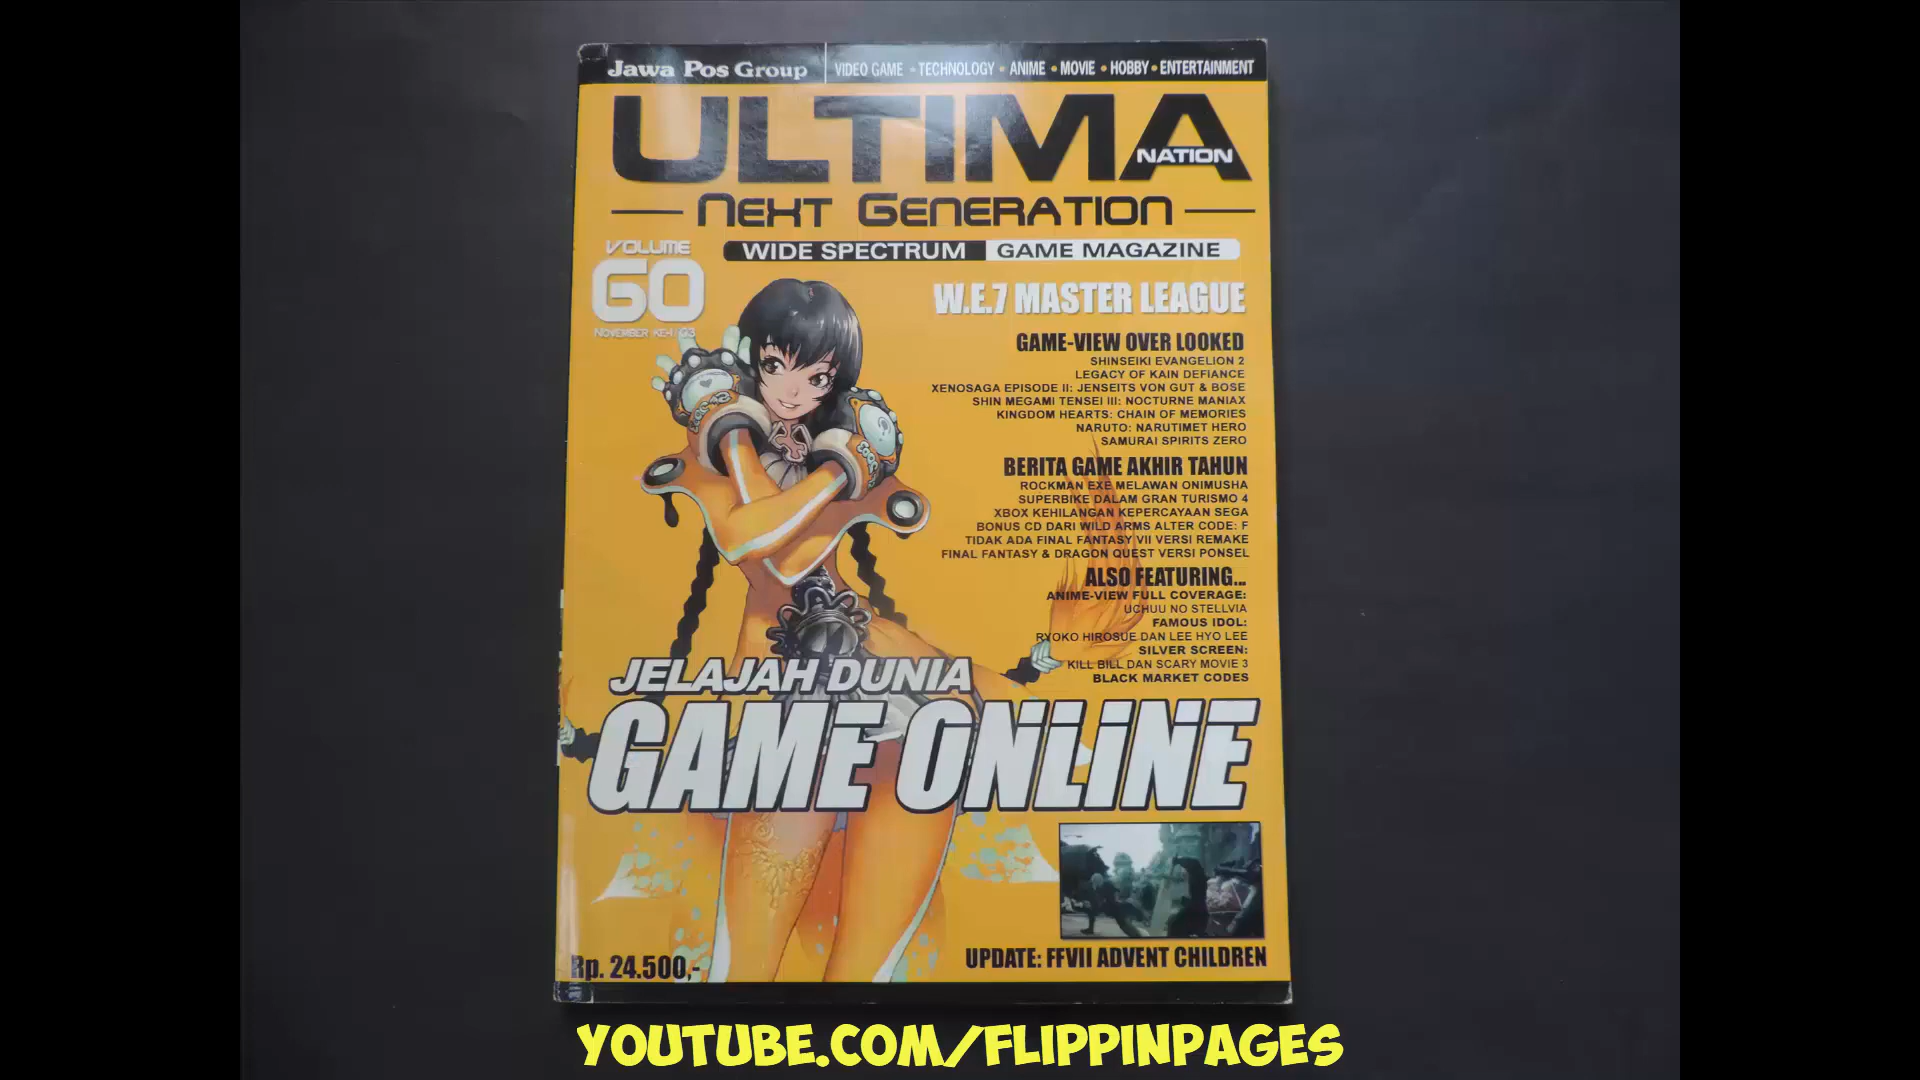 Jawa Pos Group
VIDEO GAME • TECHNOLOGY • ANIME • MOVIE • HOBBY • ENTERTAINMENT
ULTIMA
NATION
NEXT GENERATION
VOLUME
60
NOVEMBER KE-I '03
WIDE SPECTRUM GAME MAGAZINE
W.E.7 MASTER LEAGUE
GAME-VIEW OVER LOOKED
SHINSEIKI EVANGELION 2
LEGACY OF KAIN DEFIANCE
XENOSAGA EPISODE II: JENSEITS VON GUT & BOSE
SHIN MEGAMI TENSEI III: NOCTURNE MANIAX
KINGDOM HEARTS: CHAIN OF MEMORIES
NARUTO: NARUTIMET HERO
SAMURAI SPIRITS ZERO
BERITA GAME AKHIR TAHUN
ROCKMAN EXE MELAWAN ONIMUSHA
SUPERBIKE DALAM GRAN TURISMO 4
XBOX KEHILANGAN KEPERCAYAAN SEGA
BONUS CD DARI WILD ARMS ALTER CODE: F
TIDAK ADA FINAL FANTASY VII VERSI REMAKE
FINAL FANTASY & DRAGON QUEST VERSI PONSEL
ALSO FEATURING...
ANIME-VIEW FULL COVERAGE:
UCHUU NO STELLVIA
FAMOUS IDOL:
RYOKO HIROSUE DAN LEE HYO LEE
SILVER SCREEN:
KILL BILL DAN SCARY MOVIE 3
BLACK MARKET CODES
JELAJAH DUNIA
GAME ONLINE
Rp. 24.500,-
UPDATE: FFVII ADVENT CHILDREN
YOUTUBE.COM/FLIPPINPAGES